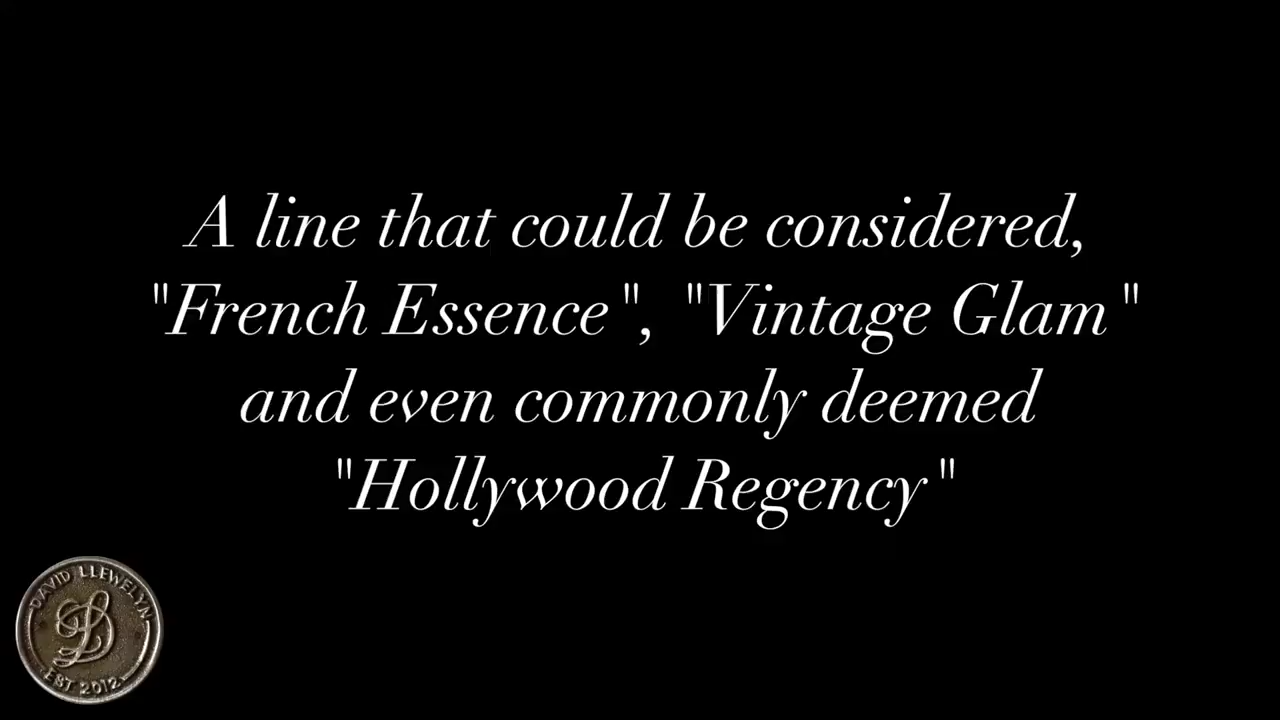 A line that could be considered,
"French Essence", "Vintage Glam"
and even commonly deemed
"Hollywood Regency"
DAVID LLEWELYN
EST 2012